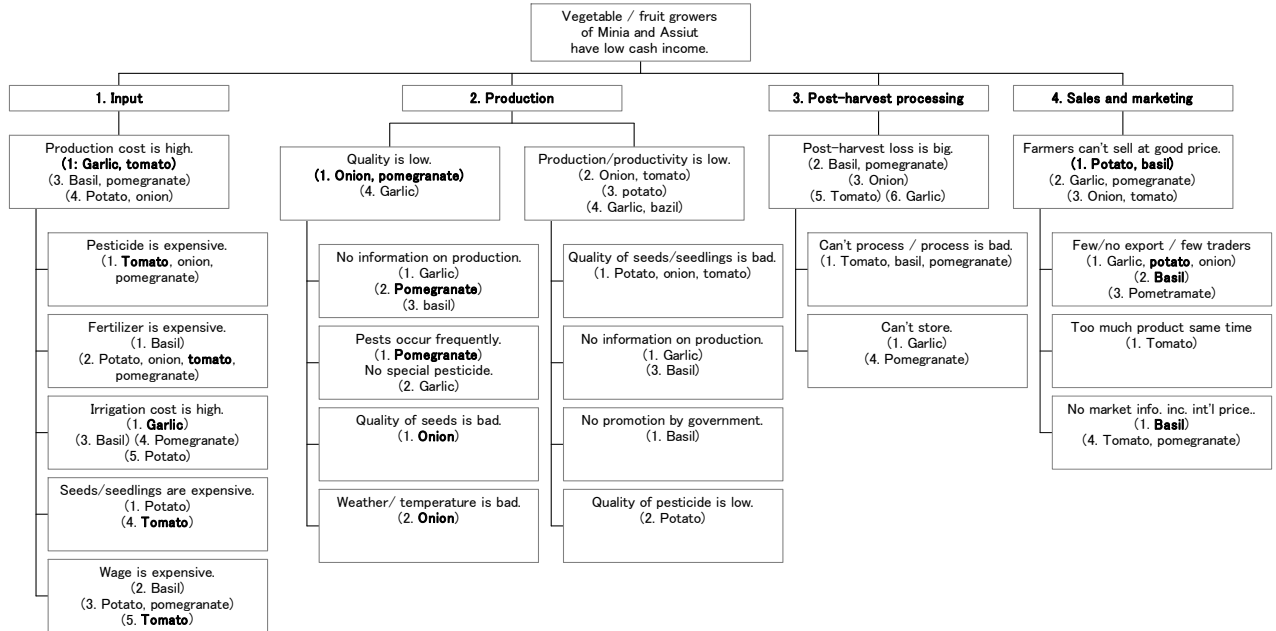 Vegetable / fruit growers
of Minia and Assiut
have low cash income.
1. Input
2. Production
3. Post-harvest processing
4. Sales and marketing
Production cost is high.
(1: Garlic, tomato)
(3. Basil, pomegranate)
(4. Potato, onion)
Quality is low.
(1. Onion, pomegranate)
(4. Garlic)
Production/productivity is low.
(2. Onion, tomato)
(3. potato)
(4. Garlic, bazil)
Post-harvest loss is big.
(2. Basil, pomegranate)
(3. Onion)
(5. Tomato) (6. Garlic)
Farmers can't sell at good price.
(1. Potato, basil)
(2. Garlic, pomegranate)
(3. Onion, tomato)
Pesticide is expensive.
(1. Tomato, onion,
pomegranate)
Fertilizer is expensive.
(1. Basil)
(2. Potato, onion, tomato,
pomegranate)
Irrigation cost is high.
(1. Garlic)
(3. Basil) (4. Pomegranate)
(5. Potato)
Seeds/seedlings are expensive.
(1. Potato)
(4. Tomato)
Wage is expensive.
(2. Basil)
(3. Potato, pomegranate)
(5. Tomato)
No information on production.
(1. Garlic)
(2. Pomegranate)
(3. basil)
Pests occur frequently.
(1. Pomegranate)
No special pesticide.
(2. Garlic)
Quality of seeds is bad.
(1. Onion)
Weather/ temperature is bad.
(2. Onion)
Quality of seeds/seedlings is bad.
(1. Potato, onion, tomato)
No information on production.
(1. Garlic)
(3. Basil)
No promotion by government.
(1. Basil)
Quality of pesticide is low.
(2. Potato)
Can't process / process is bad.
(1. Tomato, basil, pomegranate)
Can't store.
(1. Garlic)
(4. Pomegranate)
Few/no export / few traders
(1. Garlic, potato, onion)
(2. Basil)
(3. Pometramate)
Too much product same time
(1. Tomato)
No market info. inc. int'l price..
(1. Basil)
(4. Tomato, pomegranate)